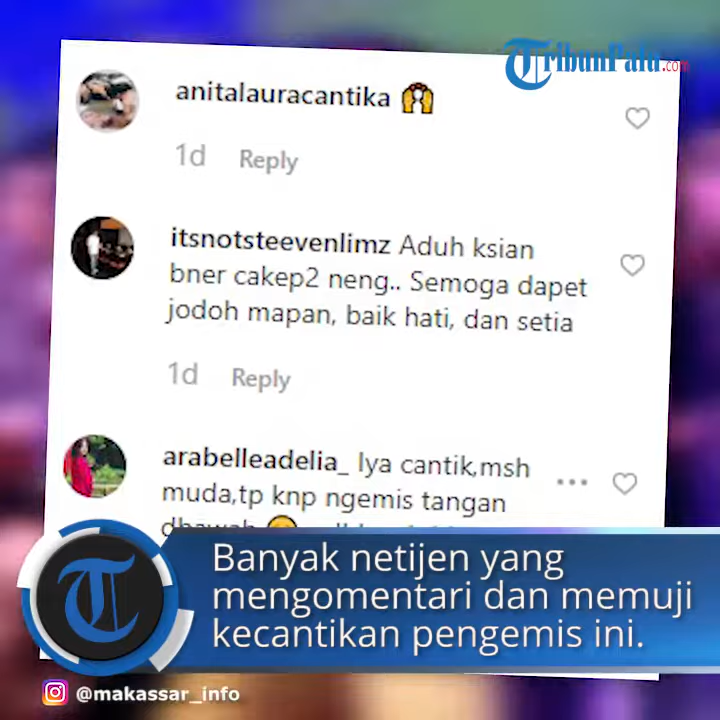 TribunPalu.com
anitalauracantika
1d Reply
itsnotsteevenlimz Aduh ksian
bner cakep2 neng.. Semoga dapet
jodoh mapan, baik hati, dan setia
1d Reply
arabelleadelia_ Iya cantik,msh
muda,tp knp ngemis tangan
Banyak netijen yang
mengomentari dan memuji
kecantikan pengemis ini.
@makassar_info